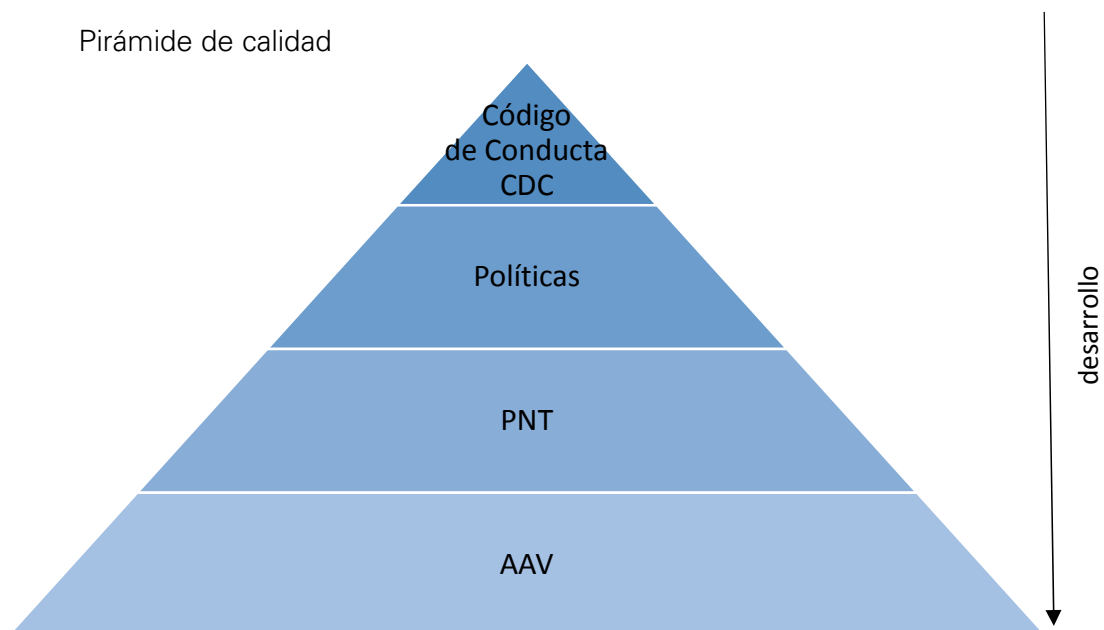 Pirámide de calidad
Código
de Conducta
CDC
Políticas
PNT
AAV
desarrollo